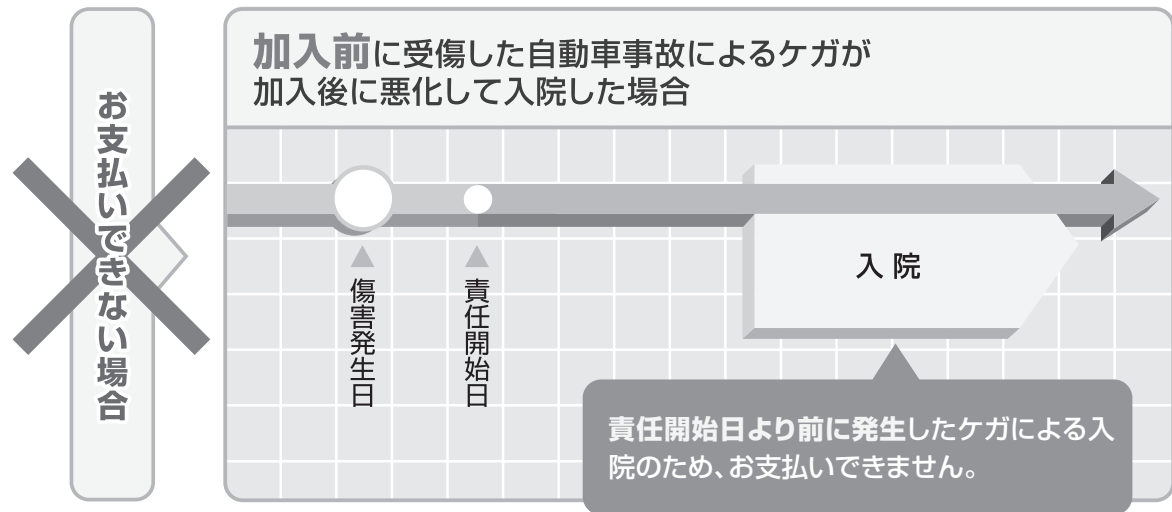 お支払いできない場合
加入前に受傷した自動車事故によるケガが
加入後に悪化して入院した場合
傷害発生日
責任開始日
入院
責任開始日より前に発生したケガによる入
院のため、お支払いできません。